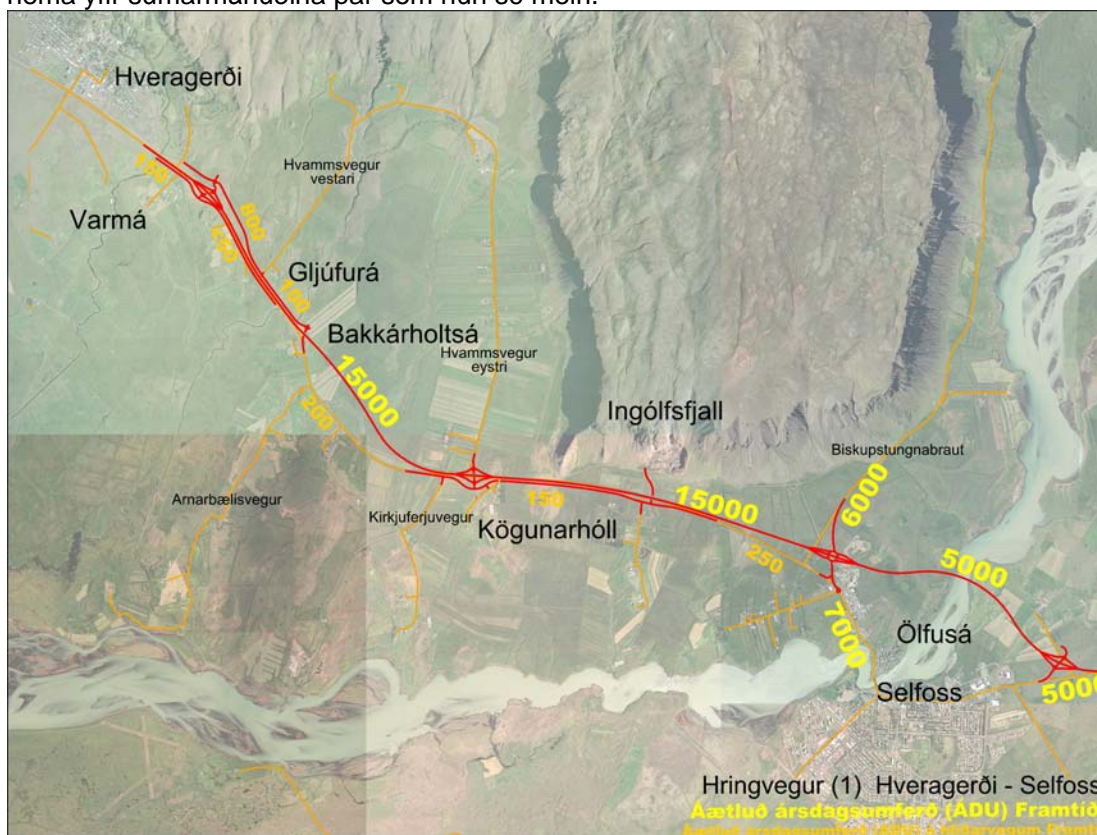 Hveragerði
150
Hvammsvegur
vestari
Varmá
800
250
Gljúfurá
100
Bakkárholtsá
Hvammsvegur
eystri
15000
200
Ingólfsfjall
Biskupstungnabraut
6000
Arnarbælisvegur
Kirkjuferjuvegur
150
Kögunarhóll
15000
250
5000
7000
Ölfusá
Selfoss
5000
Hringvegur (1) Hveragerði - Selfoss
Áætluð ársdagsumferð (ÁDU) Framtíð